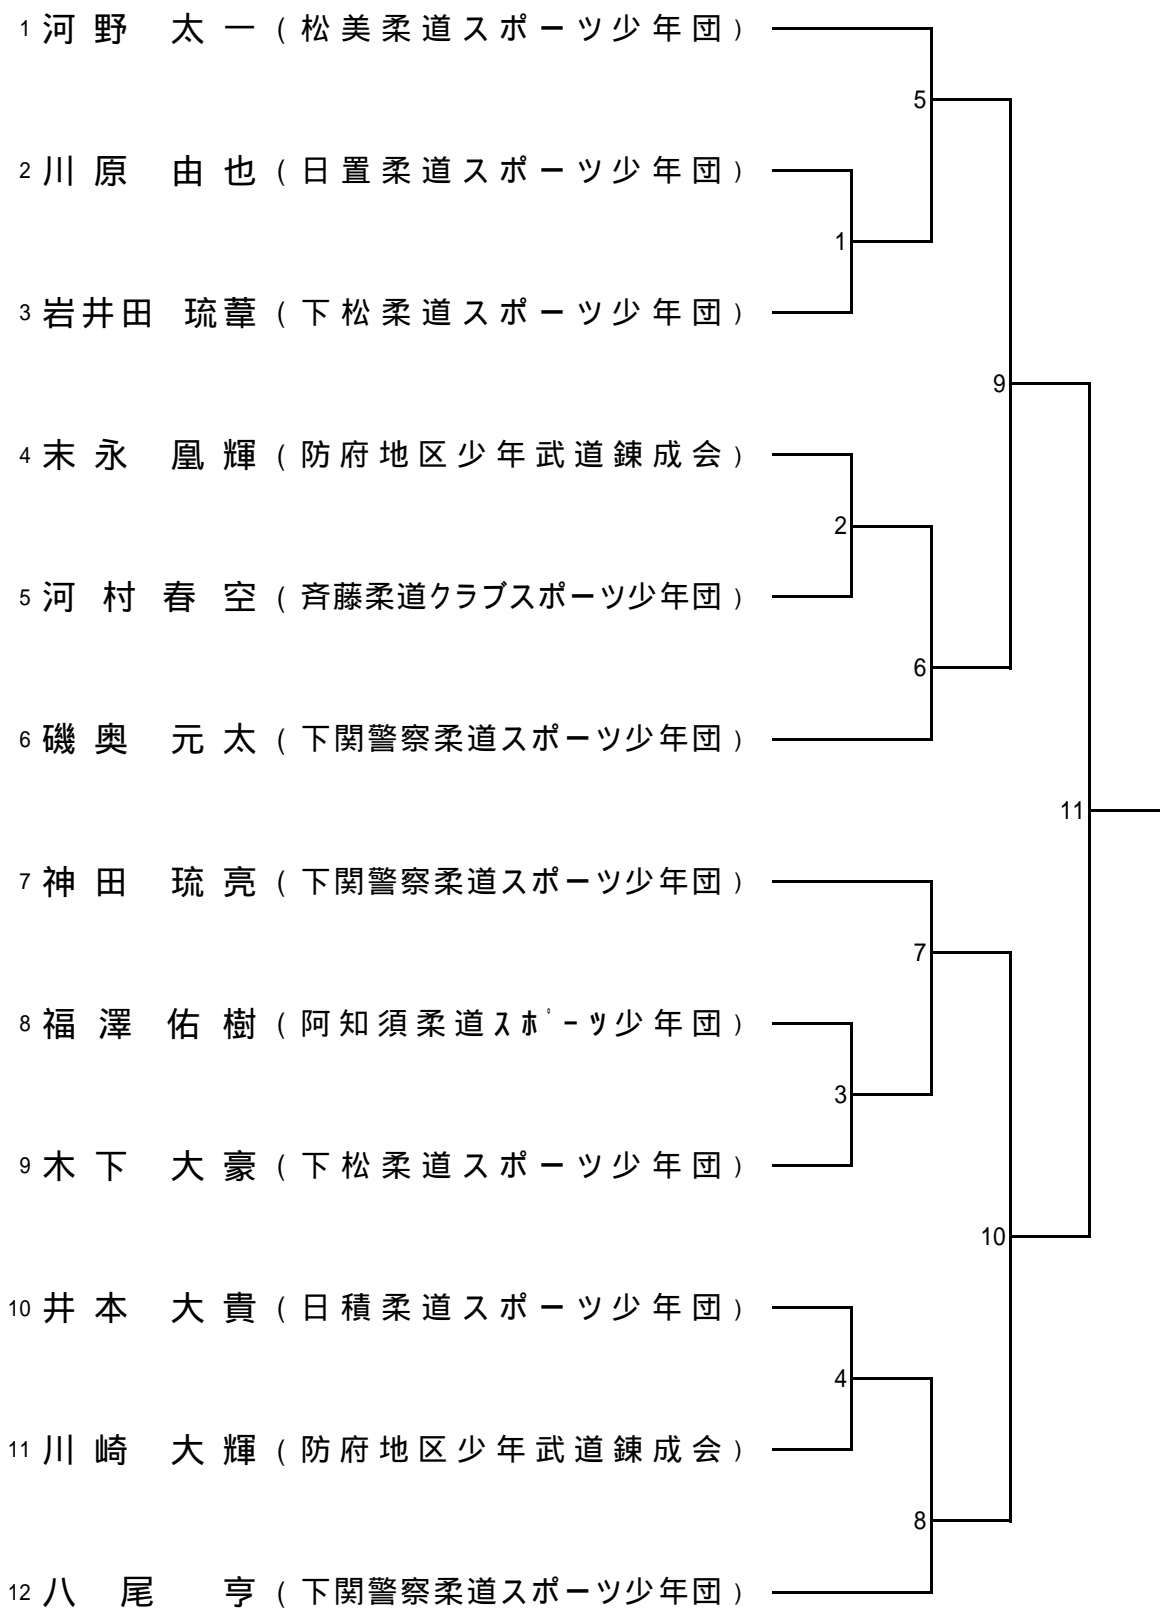 1 河野 太一 (松美柔道スポーツ少年団)
5
2 川原 由也 (日置柔道スポーツ少年団)
1
3 岩井田 琉葦 (下松柔道スポーツ少年団)
9
4 末永 凰輝 (防府地区少年武道錬成会)
2
5 河村春空 (斉藤柔道クラブスポーツ少年団)
6
6 磯奥 元太 (下関警察柔道スポーツ少年団)
11
7 神田 琉亮 (下関警察柔道スポーツ少年団)
7
8 福澤 佑樹 (阿知須柔道ｽﾎﾟｰﾂ少年団)
3
9 木下 大豪 (下松柔道スポーツ少年団)
10
10 井本 大貴 (日積柔道スポーツ少年団)
4
11 川崎 大輝 (防府地区少年武道錬成会)
8
12 八尾 亨 (下関警察柔道スポーツ少年団)